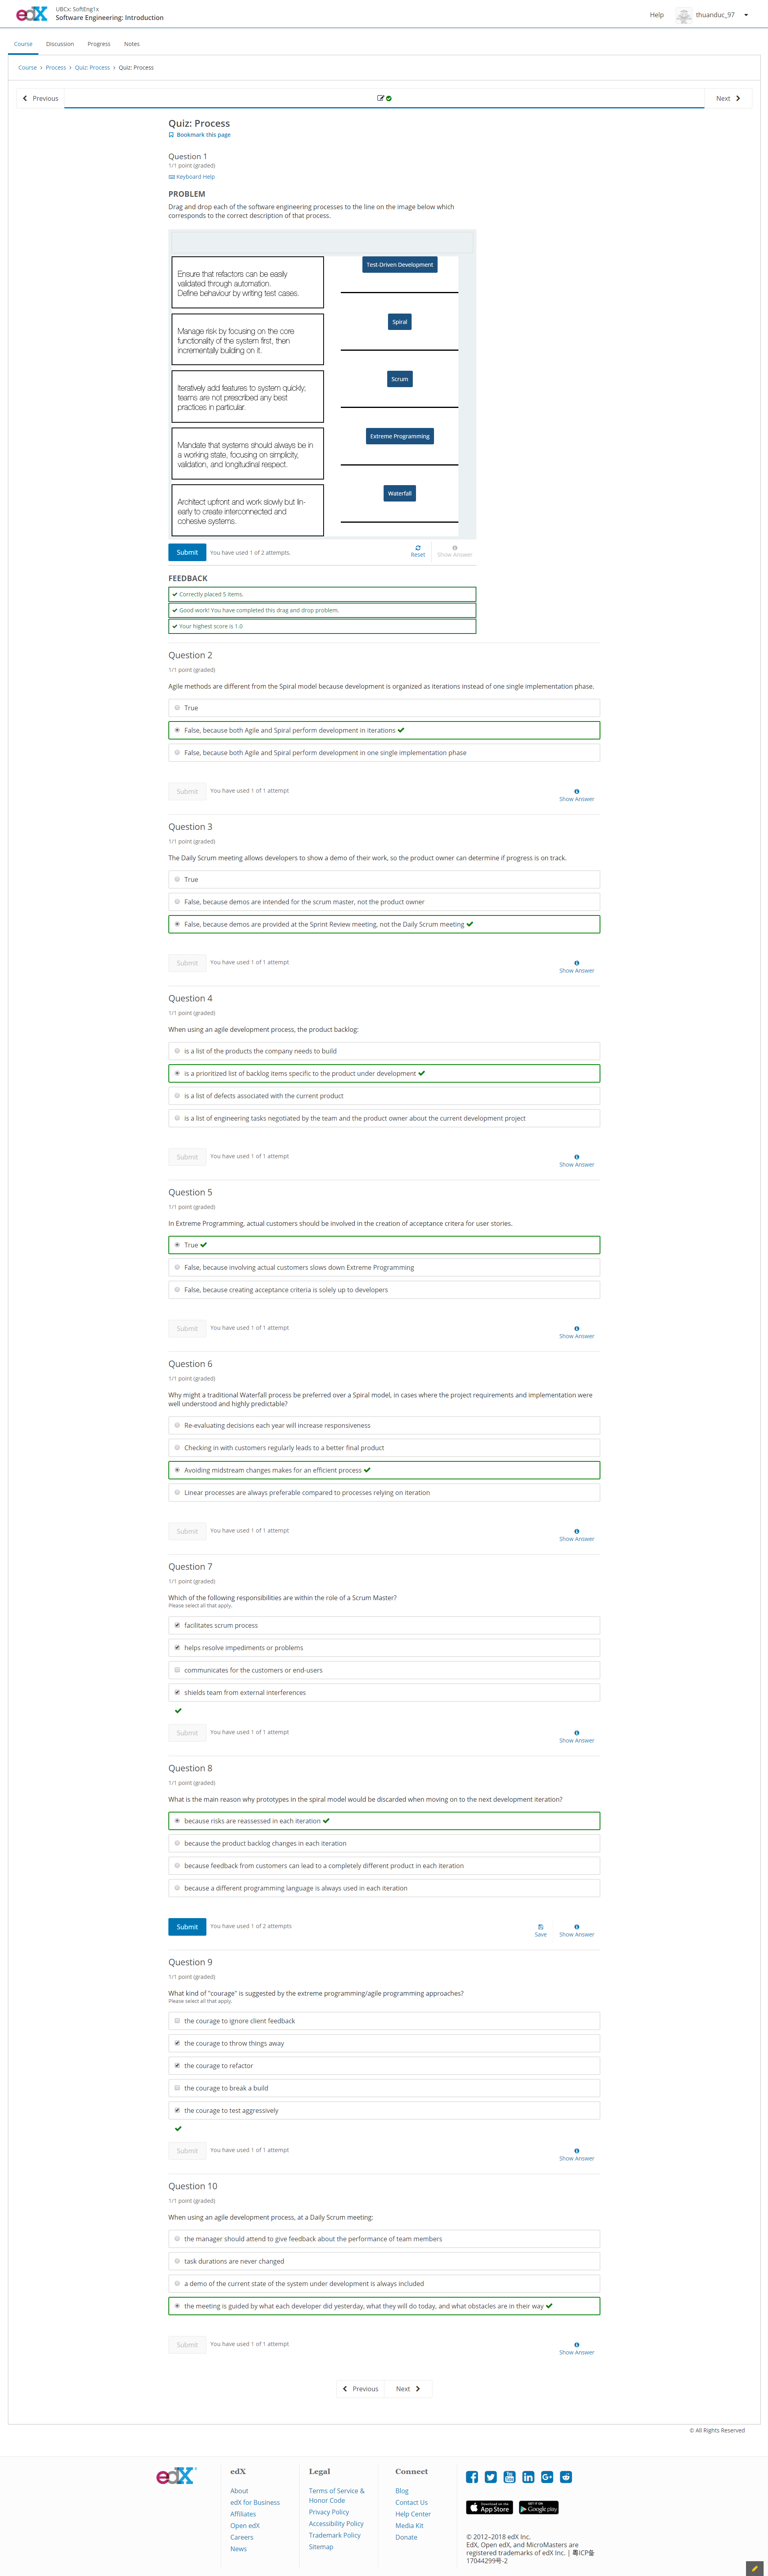 edX
UBCx: SoftEng1x
Software Engineering: Introduction
Help
thuanduc_97
Course
Discussion
Progress
Notes
Course > Process > Quiz: Process > Quiz: Process
Previous
Next
Quiz: Process
Bookmark this page
Question 1
1/1 point (graded)
Keyboard Help
PROBLEM
Drag and drop each of the software engineering processes to the line on the image below which
corresponds to the correct description of that process.
Ensure that refactors can be easily
validated through automation.
Define behaviour by writing test cases.
Test-Driven Development
Manage risk by focusing on the core
functionality of the system first, then
incrementally building on it.
Spiral
Iteratively add features to system quickly;
teams are not prescribed any best
practices in particular.
Scrum
Mandate that systems should always be in
a working state, focusing on simplicity,
validation, and longitudinal respect.
Extreme Programming
Architect upfront and work slowly but lin-
early to create interconnected and
cohesive systems.
Waterfall
Submit
You have used 1 of 2 attempts.
Reset
Show Answer
FEEDBACK
Correctly placed 5 items.
Good work! You have completed this drag and drop problem.
Your highest score is 1.0
Question 2
1/1 point (graded)
Agile methods are different from the Spiral model because development is organized as iterations instead of one single implementation phase.
True
False, because both Agile and Spiral perform development in iterations
False, because both Agile and Spiral perform development in one single implementation phase
Submit
You have used 1 of 1 attempt
Show Answer
Question 3
1/1 point (graded)
The Daily Scrum meeting allows developers to show a demo of their work, so the product owner can determine if progress is on track.
True
False, because demos are intended for the scrum master, not the product owner
False, because demos are provided at the Sprint Review meeting, not the Daily Scrum meeting
Submit
You have used 1 of 1 attempt
Show Answer
Question 4
1/1 point (graded)
When using an agile development process, the product backlog:
is a list of the products the company needs to build
is a prioritized list of backlog items specific to the product under development
is a list of defects associated with the current product
is a list of engineering tasks negotiated by the team and the product owner about the current development project
Submit
You have used 1 of 1 attempt
Show Answer
Question 5
1/1 point (graded)
In Extreme Programming, actual customers should be involved in the creation of acceptance critera for user stories.
True
False, because involving actual customers slows down Extreme Programming
False, because creating acceptance criteria is solely up to developers
Submit
You have used 1 of 1 attempt
Show Answer
Question 6
1/1 point (graded)
Why might a traditional Waterfall process be preferred over a Spiral model, in cases where the project requirements and implementation were
well understood and highly predictable?
Re-evaluating decisions each year will increase responsiveness
Checking in with customers regularly leads to a better final product
Avoiding midstream changes makes for an efficient process
Linear processes are always preferable compared to processes relying on iteration
Submit
You have used 1 of 1 attempt
Show Answer
Question 7
1/1 point (graded)
Which of the following responsibilities are within the role of a Scrum Master?
Please select all that apply.
facilitates scrum process
helps resolve impediments or problems
communicates for the customers or end-users
shields team from external interferences
Submit
You have used 1 of 1 attempt
Show Answer
Question 8
1/1 point (graded)
What is the main reason why prototypes in the spiral model would be discarded when moving on to the next development iteration?
because risks are reassessed in each iteration
because the product backlog changes in each iteration
because feedback from customers can lead to a completely different product in each iteration
because a different programming language is always used in each iteration
Submit
You have used 1 of 2 attempts
Save
Show Answer
Question 9
1/1 point (graded)
What kind of "courage" is suggested by the extreme programming/agile programming approaches?
Please select all that apply.
the courage to ignore client feedback
the courage to throw things away
the courage to refactor
the courage to break a build
the courage to test aggressively
Submit
You have used 1 of 1 attempt
Show Answer
Question 10
1/1 point (graded)
When using an agile development process, at a Daily Scrum meeting:
the manager should attend to give feedback about the performance of team members
task durations are never changed
a demo of the current state of the system under development is always included
the meeting is guided by what each developer did yesterday, what they will do today, and what obstacles are in their way
Submit
You have used 1 of 1 attempt
Show Answer
Previous
Next
© All Rights Reserved
edX
edX
About
edX for Business
Affiliates
Open edX
Careers
News
Legal
Terms of Service &
Honor Code
Privacy Policy
Accessibility Policy
Trademark Policy
Sitemap
Connect
Blog
Contact Us
Help Center
Media Kit
Donate
Download on the
App Store
GET IT ON
Google play
© 2012–2018 edX Inc.
EdX, Open edX, and MicroMasters are
registered trademarks of edX Inc. | 粤ICP备
17044299号-2